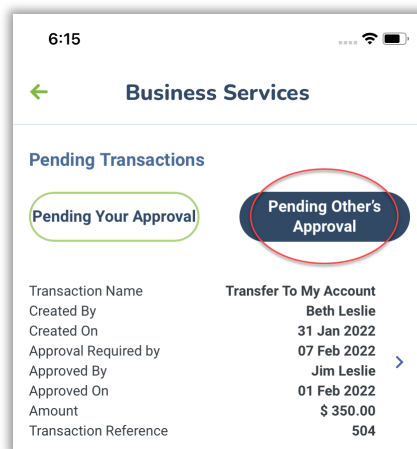 6:15
Business Services
Pending Transactions
Pending Your Approval
Pending Other's
Approval
Transaction Name Transfer To My Account
Created By Beth Leslie
Created On 31 Jan 2022
Approval Required by 07 Feb 2022
Approved By Jim Leslie
Approved On 01 Feb 2022
Amount $ 350.00
Transaction Reference 504